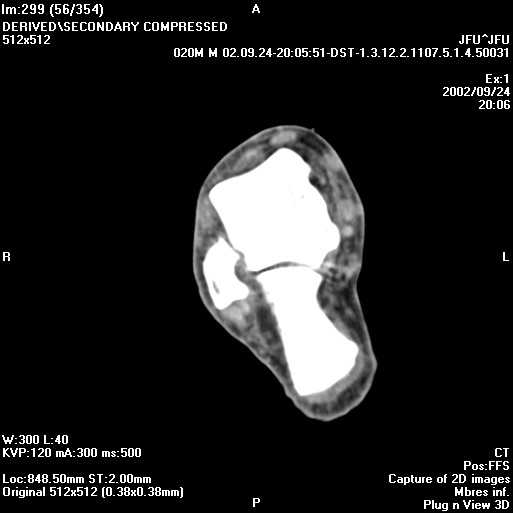 Im:299 (56/354)
A
DERIVED\SECONDARY COMPRESSED
512x512
JFU^JFU
020M M 02.09.24-20:05:51-DST-1.3.12.2.1107.5.1.4.50031
Ex:1
2002/09/24
20:06
R
L
W:300 L:40
KVP:120 mA:300 ms:500
CT
Pos:FFS
Loc:848.50mm ST:2.00mm
Capture of 2D images
Original 512x512 (0.38x0.38mm)
Mbres inf.
P
Plug n View 3D